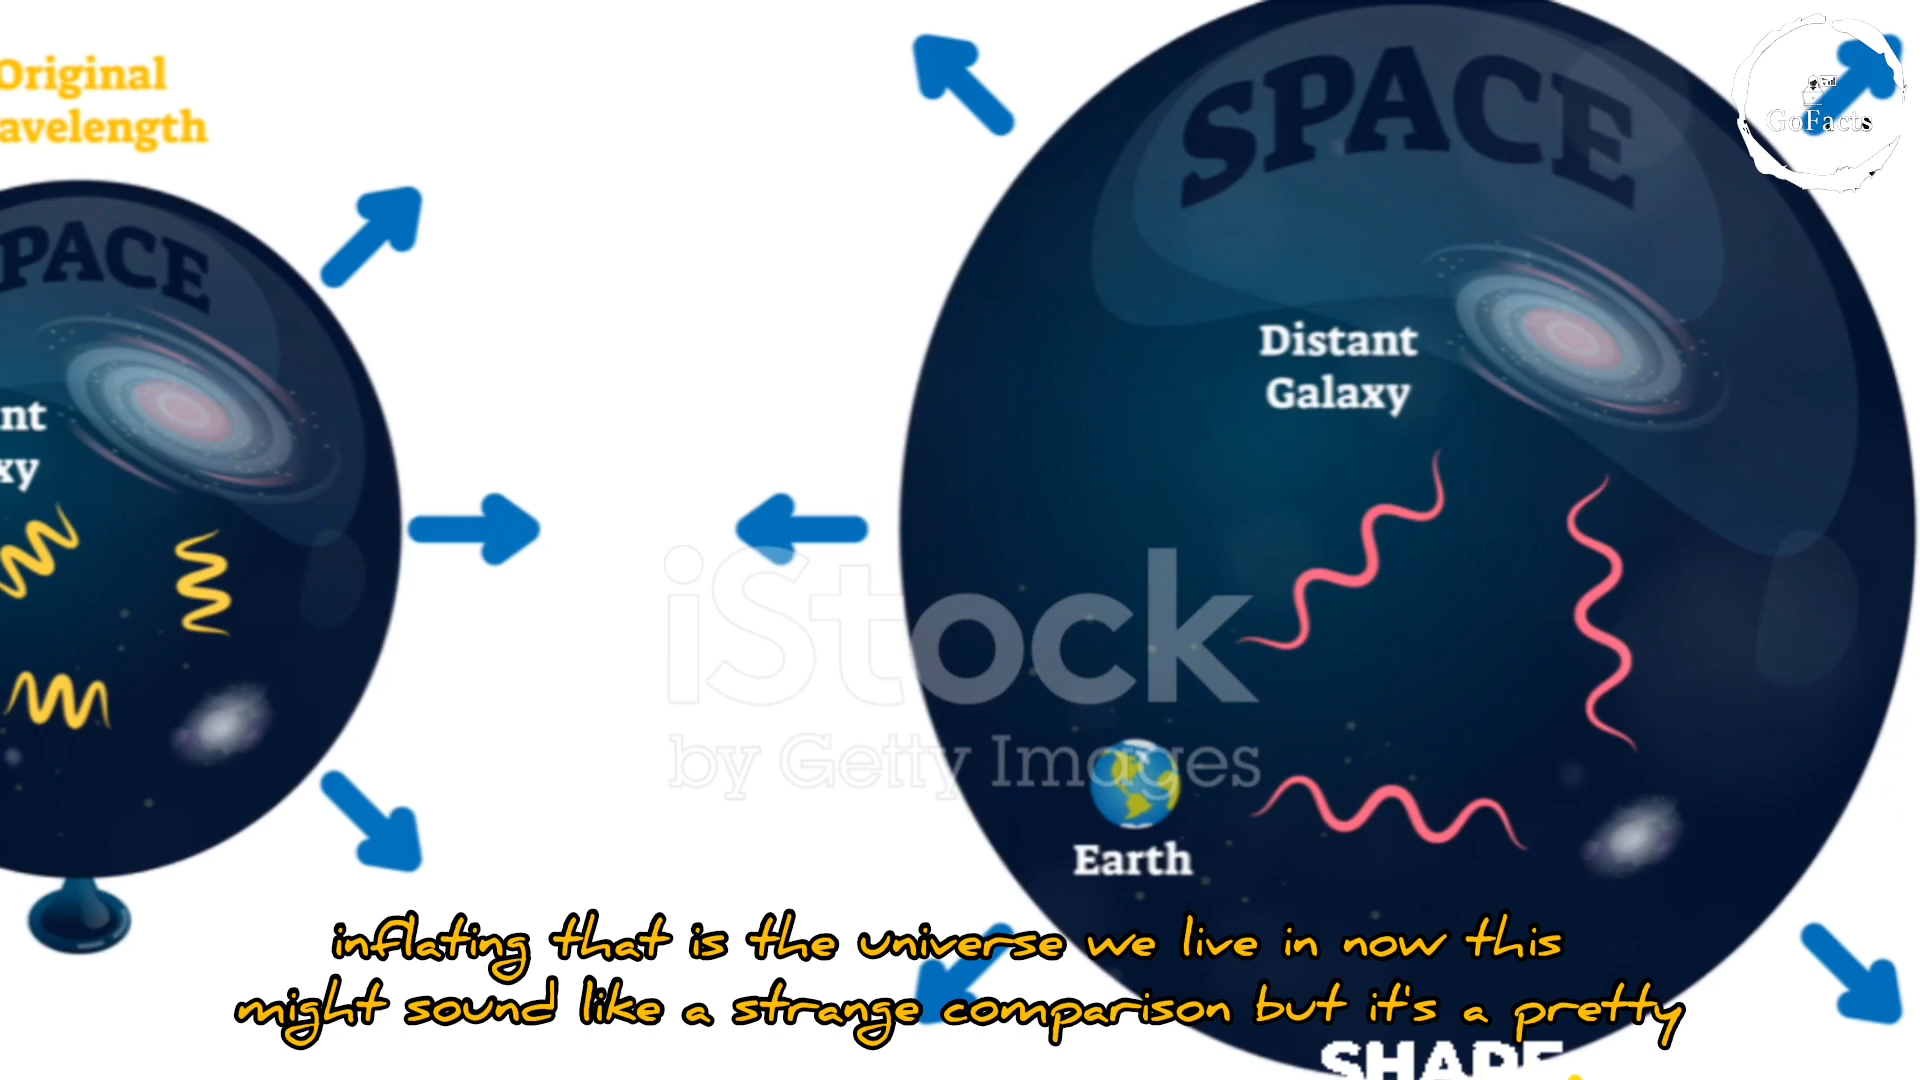 Original
avelength
PACE
nt
xy
SPACE
Distant
Galaxy
Earth
GoFacts
iStock
by Getty Images
inflating that is the universe we live in now this
might sound like a strange comparison but it's a pretty